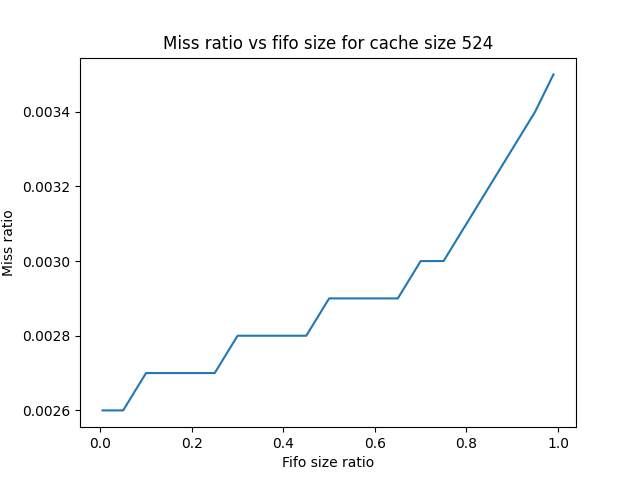 Miss ratio vs fifo size for cache size 524
0.0034
0.0032
0.0030
0.0028
0.0026
Miss ratio
0.0 0.2 0.4 0.6 0.8 1.0
Fifo size ratio